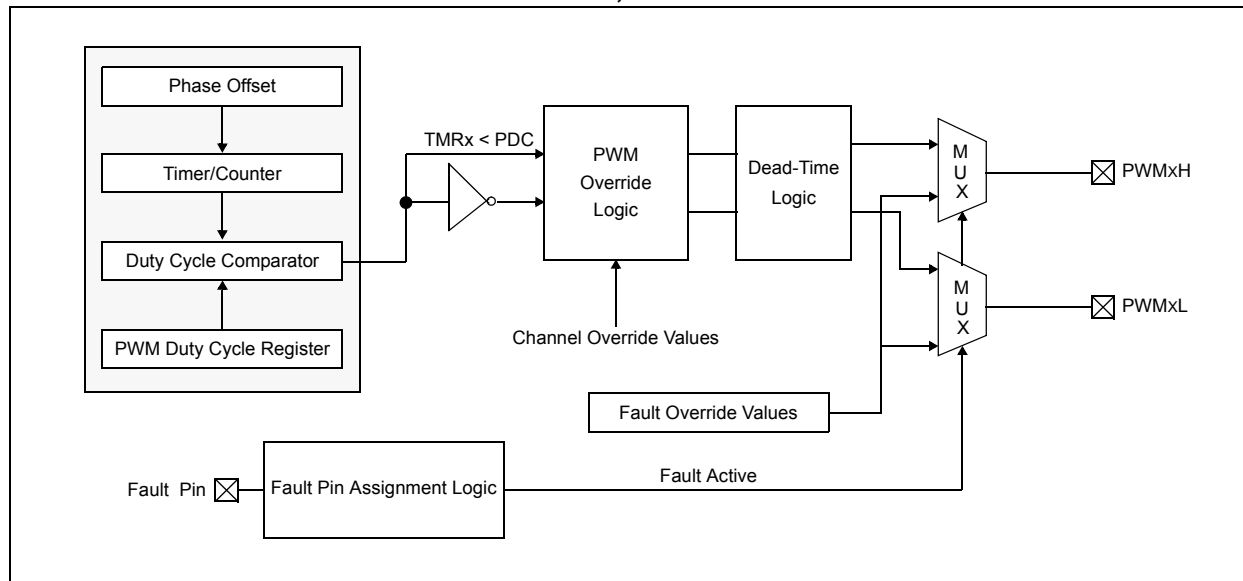 Phase Offset
Timer/Counter
Duty Cycle Comparator
PWM Duty Cycle Register
TMRx < PDC
PWM
Override
Logic
Channel Override Values
Dead-Time
Logic
M
U
X
PWMxH
M
U
X
PWMxL
Fault Override Values
Fault Pin
Fault Pin Assignment Logic
Fault Active